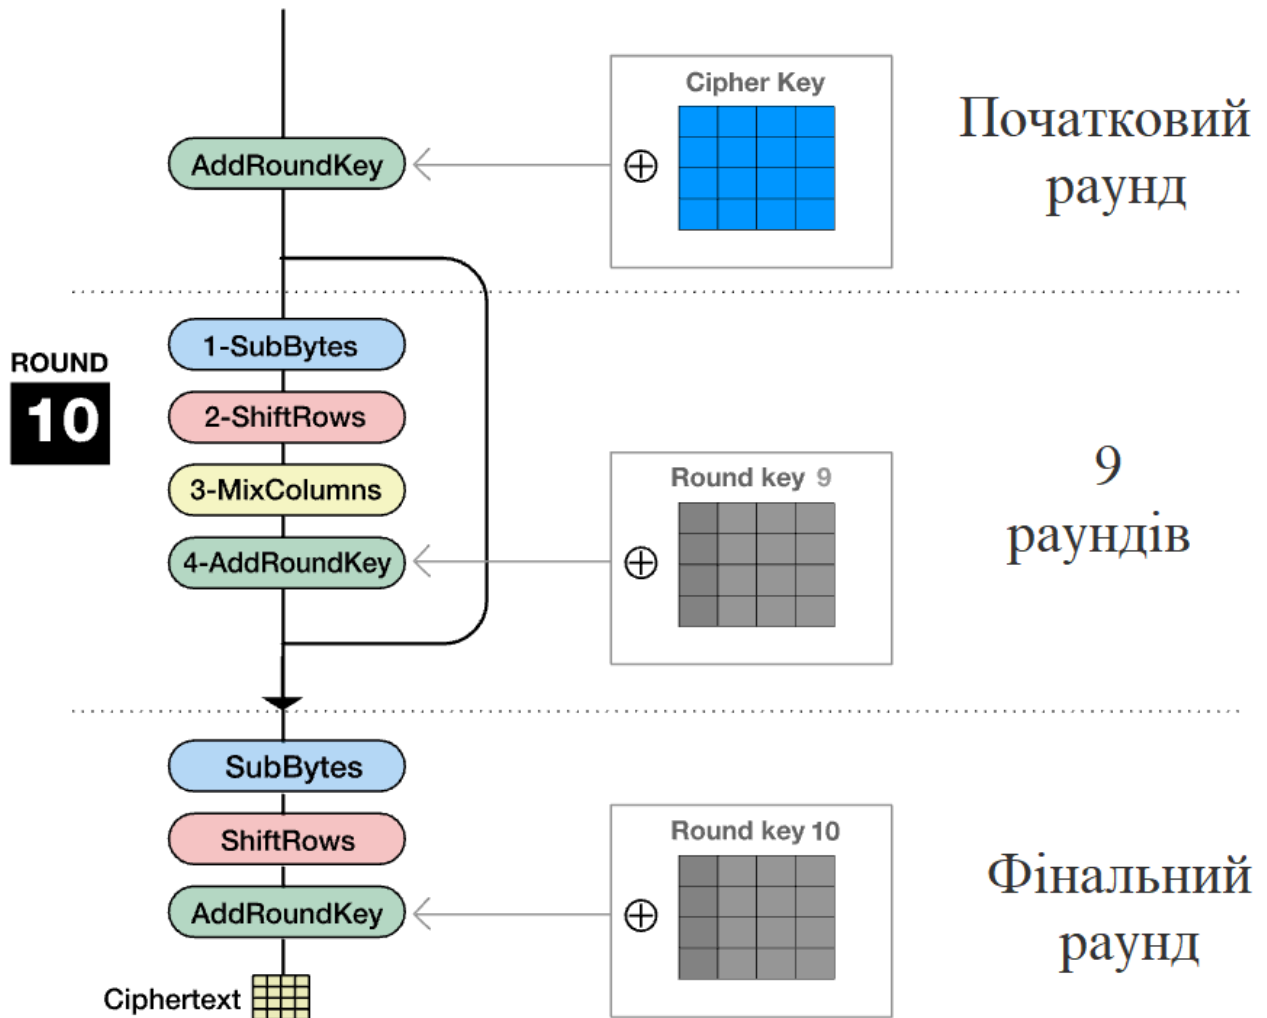 Cipher Key
AddRoundKey
Початковий
раунд
ROUND
10
1-SubBytes
2-ShiftRows
3-MixColumns
4-AddRoundKey
Round key 9
9
раундів
SubBytes
ShiftRows
AddRoundKey
Round key 10
Фінальний
раунд
Ciphertext